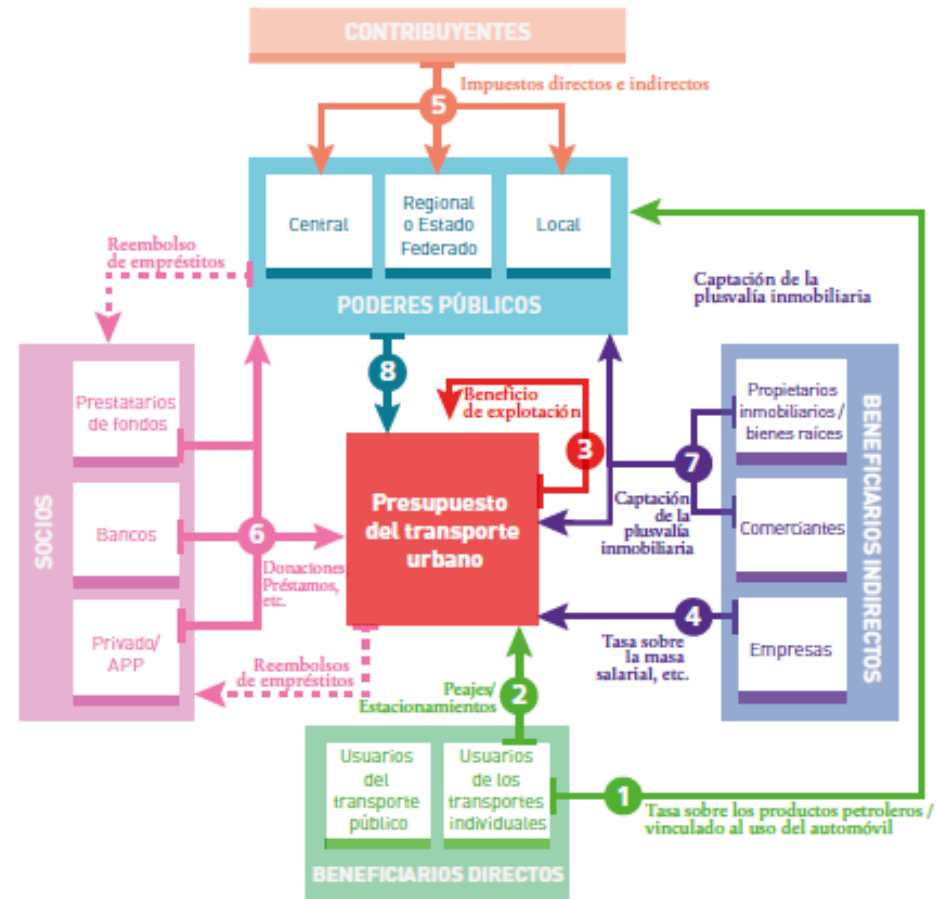 CONTRIBUYENTES
Impuestos directos e indirectos
5
Central
Regional
o Estado
Federado
Local
PODERES PÚBLICOS
Reembolso
de empréstitos
Captación de la
plusvalía inmobiliaria
8
Prestatarios
de fondos
Bancos
Privado/
APP
SOCIOS
6
Donaciones,
Préstamos,
etc.
Beneficio
de explotación
3
Presupuesto
del transporte
urbano
7
Captación
de la
plusvalía
inmobiliaria
Propietarios
inmobiliarios/
bienes raíces
Comerciantes
Empresas
BENEFICIARIOS INDIRECTOS
4
Tasa sobre
la masa
salarial, etc.
Reembolsos
de empréstitos
Peajes/
Estacionamientos
2
Usuarios
del
transporte
público
Usuarios
de los
transportes
individuales
1
Tasa sobre los productos petroleros /
vinculado al uso del automóvil
BENEFICIARIOS DIRECTOS